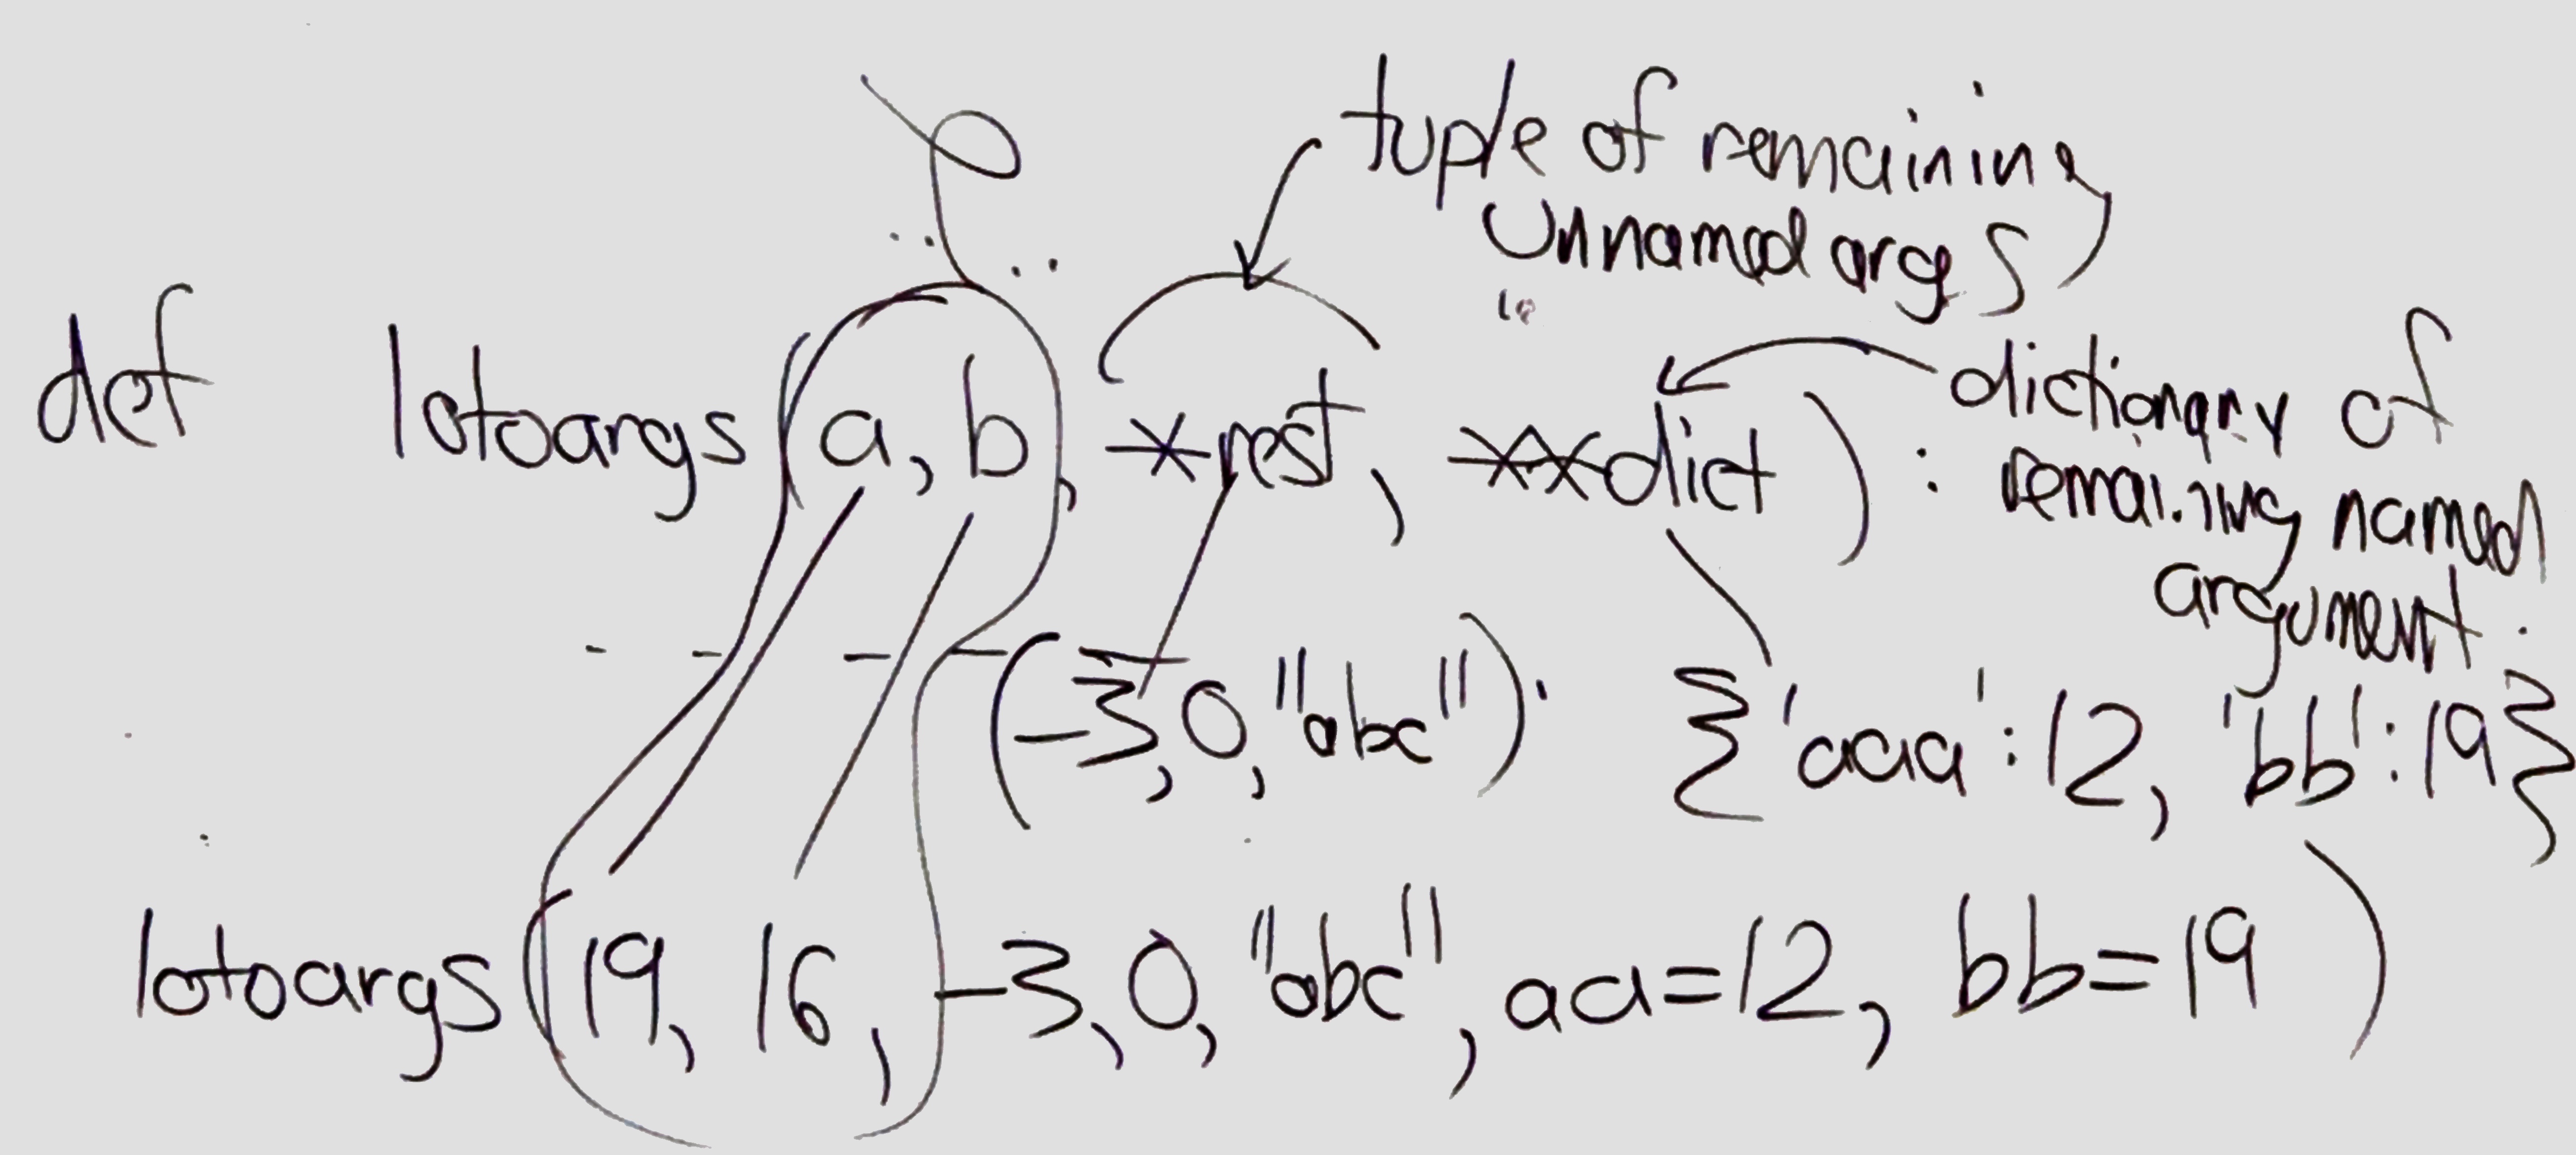 tuple of remaining
unnamed args
def lotoargs(a, b, *rest, **dict):
dictionary of
remaining named
argument.
(-3, 0, "abc") {'aaa':12, 'bb':19}
lotoargs(19, 16, -3, 0, "abc", aa=12, bb=19)